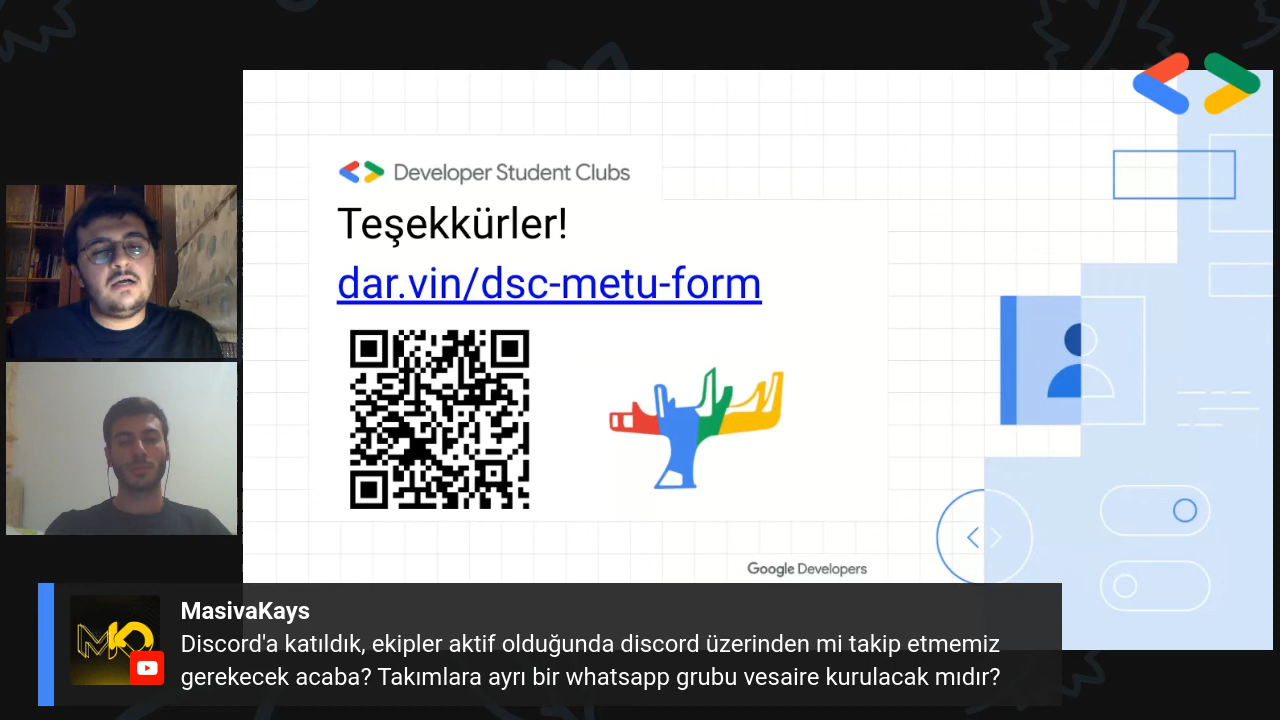 Developer Student Clubs
Teşekkürler!
dar.vin/dsc-metu-form
Google Developers
MasivaKays
Discord'a katıldık, ekipler aktif olduğunda discord üzerinden mi takip etmemiz
gerekecek acaba? Takımlara ayrı bir whatsapp grubu vesaire kurulacak mıdır?